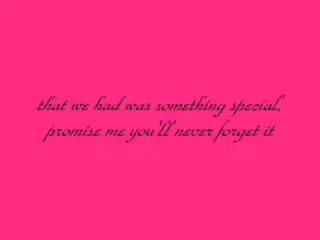 that we had was something special,
promise me you'll never forget it